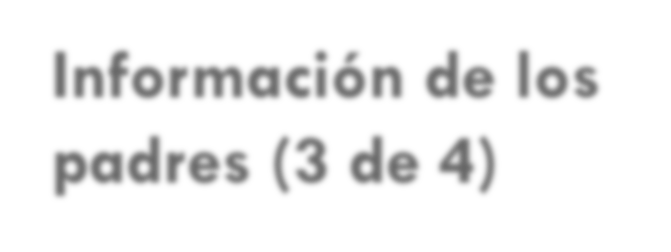 Información de los
padres (3 de 4)